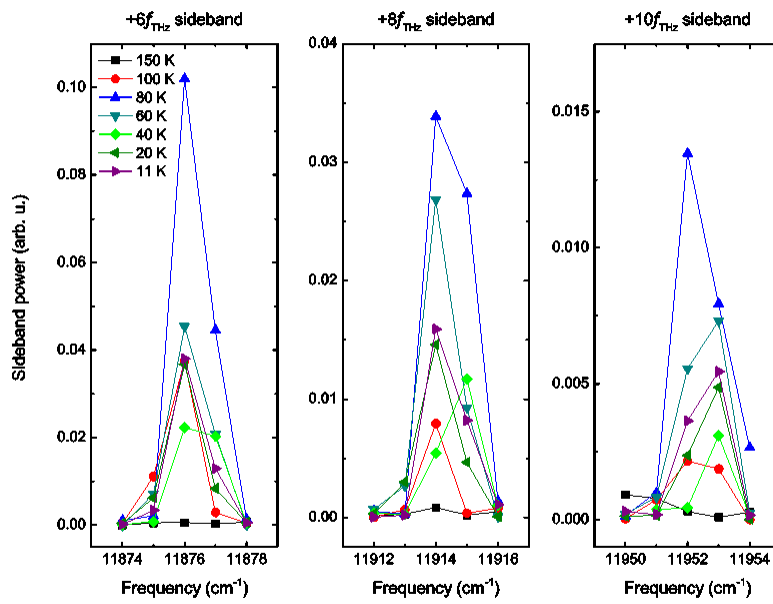 +6fTHz sideband
+8fTHz sideband
+10fTHz sideband
150 K
100 K
80 K
60 K
40 K
20 K
11 K
Sideband power (arb. u.)
0.10
0.08
0.06
0.04
0.02
0.00
0.04
0.03
0.02
0.01
0.00
0.015
0.010
0.005
0.000
11874 11876 11878
11912 11914 11916
11950 11952 11954
Frequency (cm⁻¹)
Frequency (cm⁻¹)
Frequency (cm⁻¹)